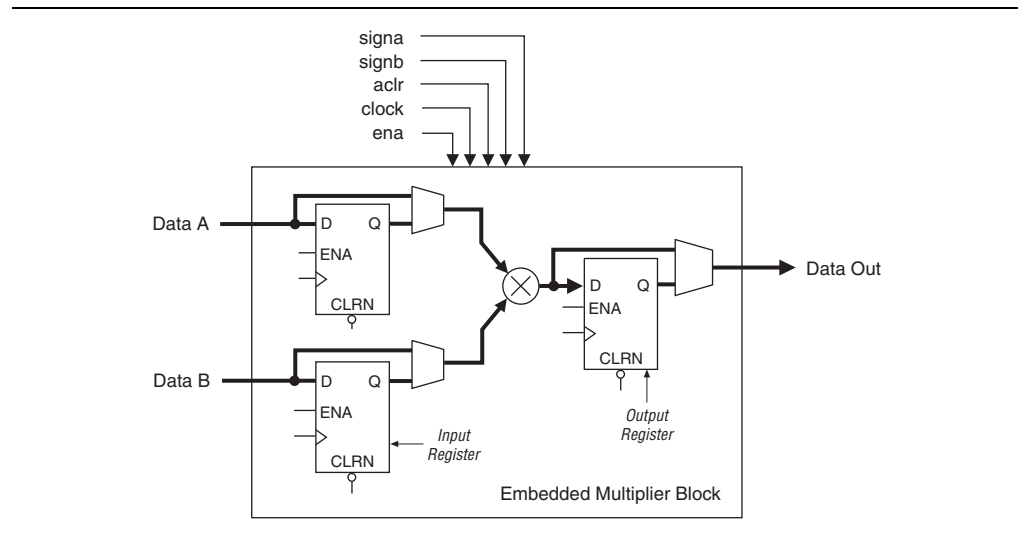 signa
signb
aclr
clock
ena
Data A
D Q
ENA
CLRN
Data Out
D Q
ENA
CLRN
Data B
D Q
ENA
CLRN
Input
Register
Output
Register
Embedded Multiplier Block